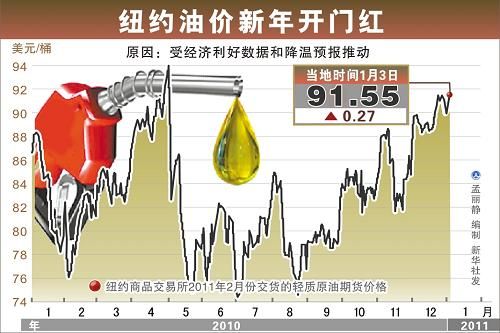 纽约油价新年开门红
原因：受经济利好数据和降温预报推动
美元/桶
当地时间1月3日
91.55
▲ 0.27
94
92
90
88
86
84
82
80
78
76
74
纽约商品交易所2011年2月份交货的轻质原油期货价格
孟丽静 编制 新华社发
1 2 3 4 5 6 7 8 9 10 11 12 1 月
年 2010 2011